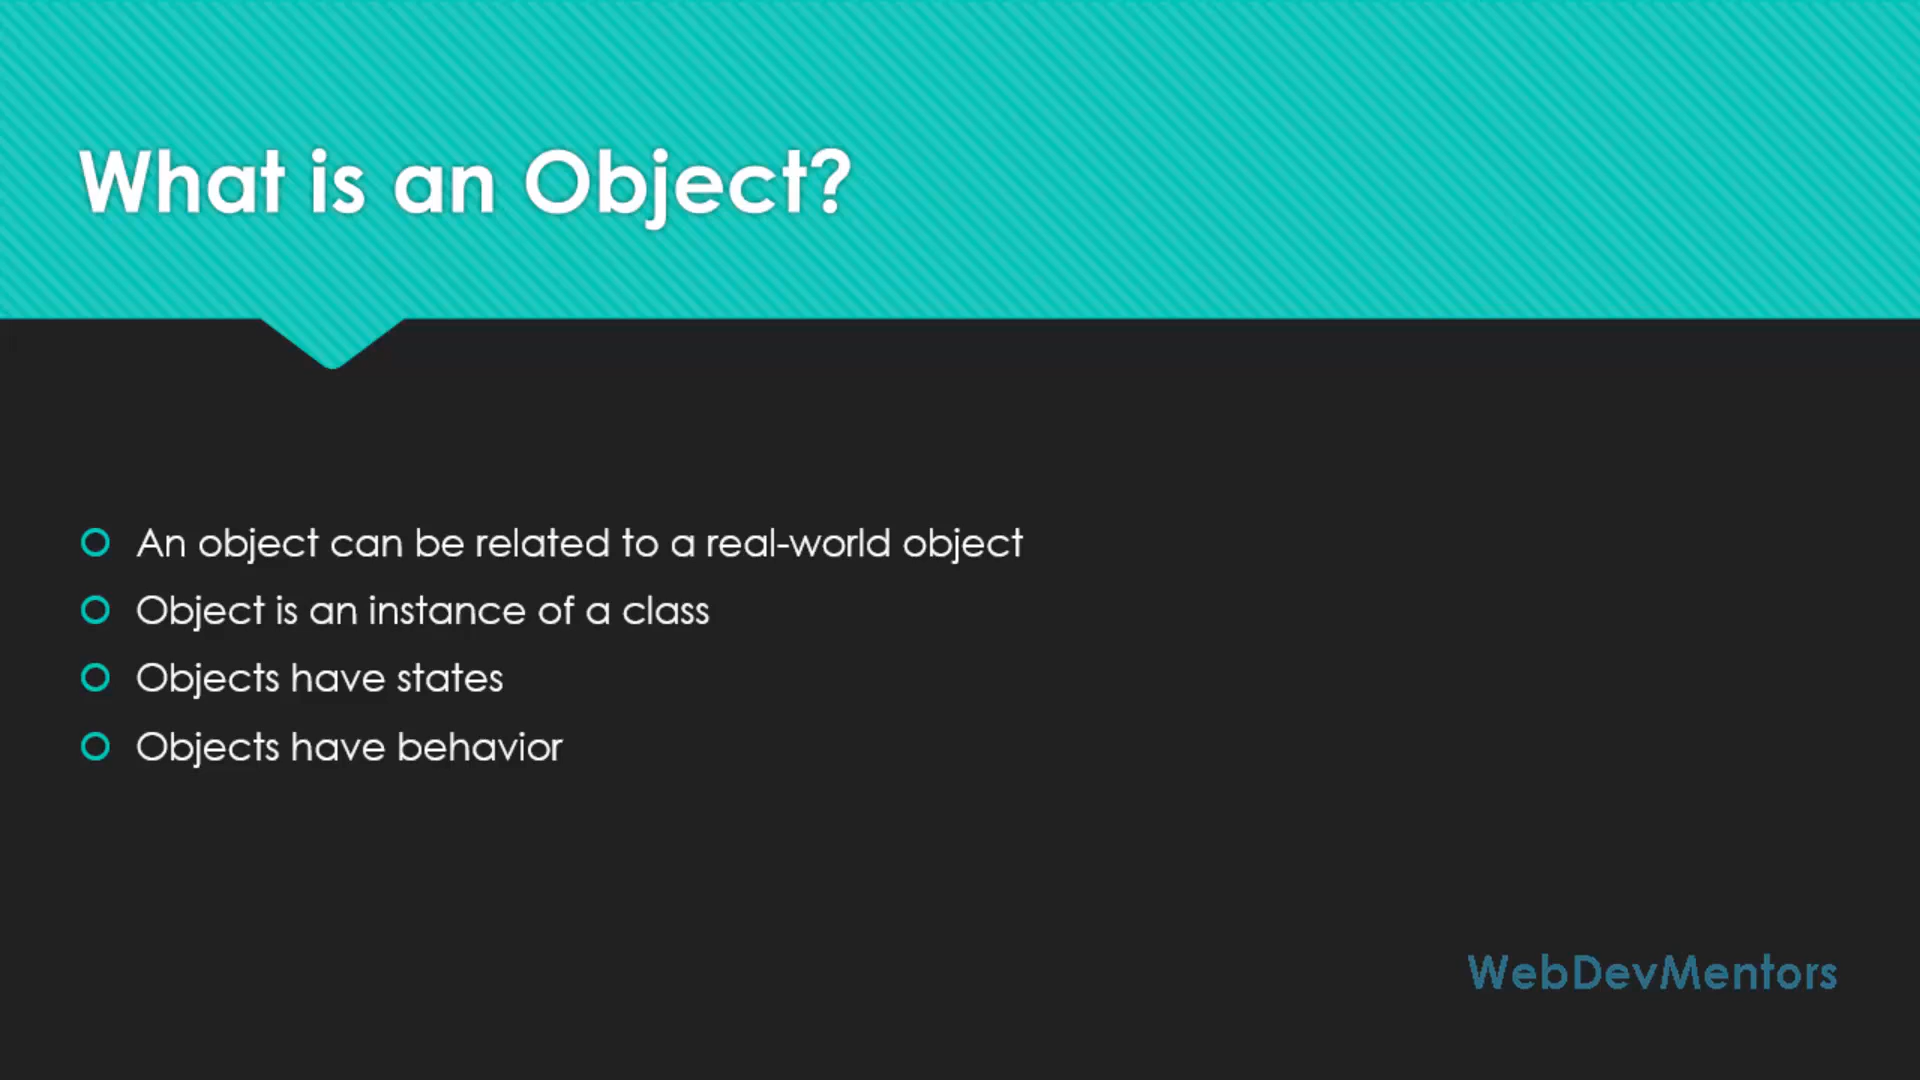 What is an Object?
An object can be related to a real-world object
Object is an instance of a class
Objects have states
Objects have behavior
WebDevMentors